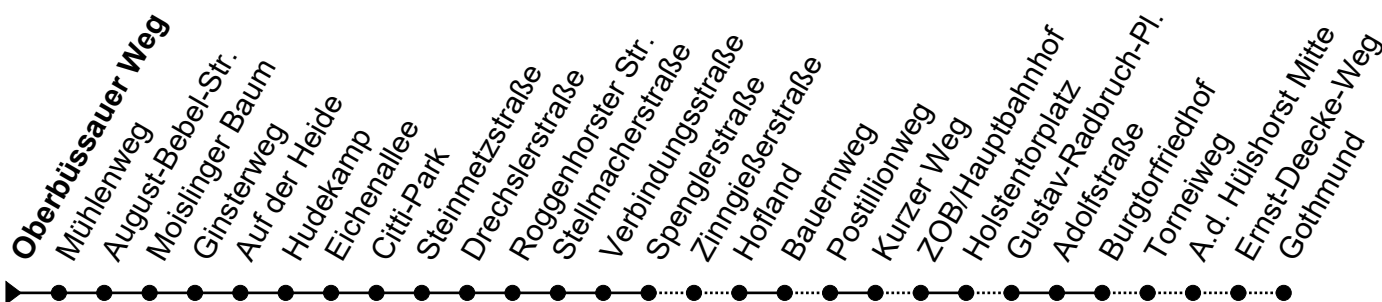 Oberbüssauer Weg
Mühlenweg
August-Bebel-Str.
Moislinger Baum
Ginsterweg
Auf der Heide
Hudekamp
Eichenallee
Citti-Park
Steinmetzstraße
Drechslerstraße
Roggenhorster Str.
Stellmacherstraße
Verbindungsstraße
Spenglerstraße
Zinngießerstraße
Hofland
Bauernweg
Postillionweg
Kurzer Weg
ZOB/Hauptbahnhof
Holstentorplatz
Gustav-Radbruch-Pl.
Adolfstraße
Burgtorfriedhof
Torneiweg
A.d. Hülshorst Mitte
Ernst-Deecke-Weg
Gothmund